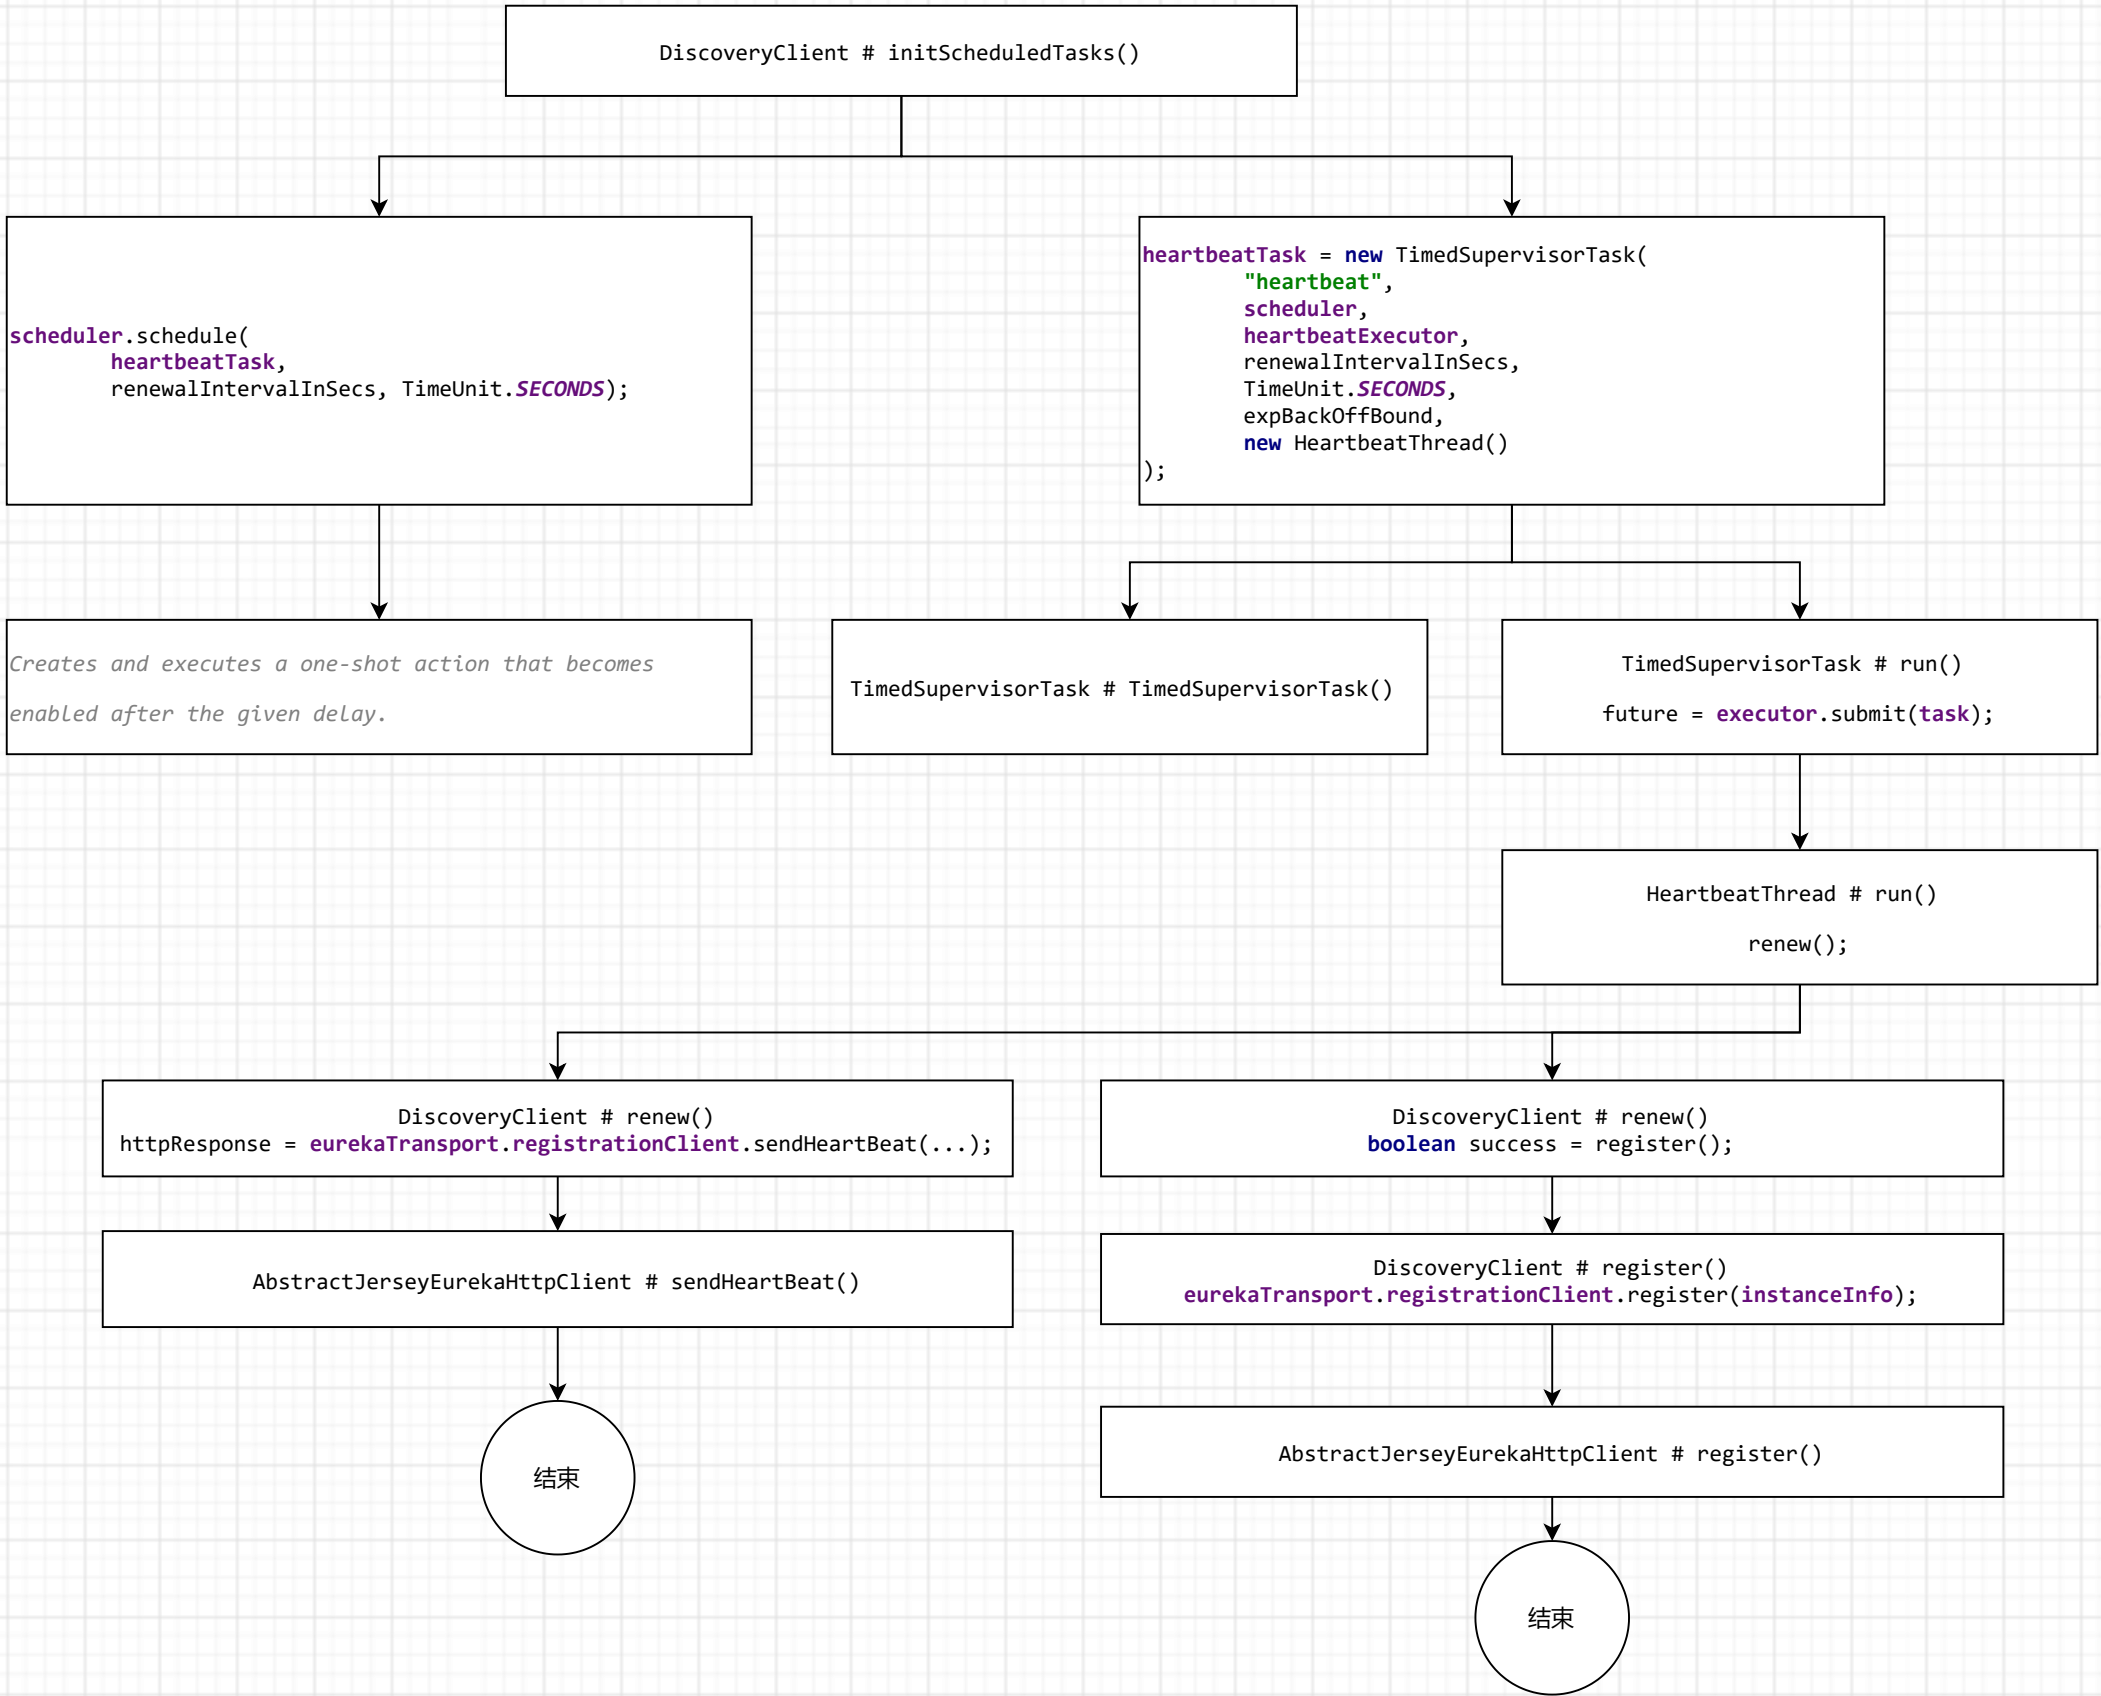 DiscoveryClient # initScheduledTasks()
scheduler.schedule(
heartbeatTask,
renewalIntervalInSecs, TimeUnit.SECONDS);
heartbeatTask = new TimedSupervisorTask(
"heartbeat",
scheduler,
heartbeatExecutor,
renewalIntervalInSecs,
TimeUnit.SECONDS,
expBackOffBound,
new HeartbeatThread()
);
Creates and executes a one-shot action that becomes
enabled after the given delay.
TimedSupervisorTask # TimedSupervisorTask()
TimedSupervisorTask # run()
future = executor.submit(task);
HeartbeatThread # run()
renew();
DiscoveryClient # renew()
httpResponse = eurekaTransport.registrationClient.sendHeartBeat(...);
DiscoveryClient # renew()
boolean success = register();
AbstractJerseyEurekaHttpClient # sendHeartBeat()
DiscoveryClient # register()
eurekaTransport.registrationClient.register(instanceInfo);
结束
AbstractJerseyEurekaHttpClient # register()
结束